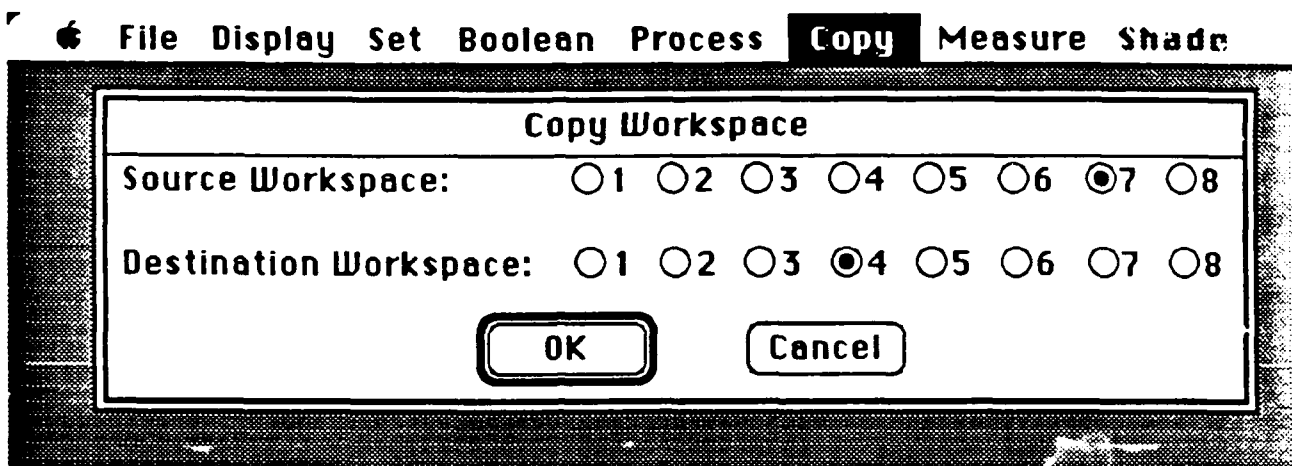 File Display Set Boolean Process Copy Measure Shade
Copy Workspace
Source Workspace: 1 2 3 4 5 6 7 8
Destination Workspace: 1 2 3 4 5 6 7 8
OK Cancel